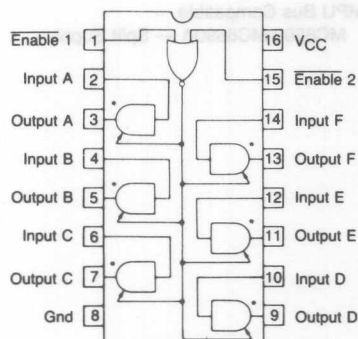 Enable 1 1
Input A 2
Output A 3
Input B 4
Output B 5
Input C 6
Output C 7
Gnd 8
16 VCC
15 Enable 2
14 Input F
13 Output F
12 Input E
11 Output E
10 Input D
9 Output D